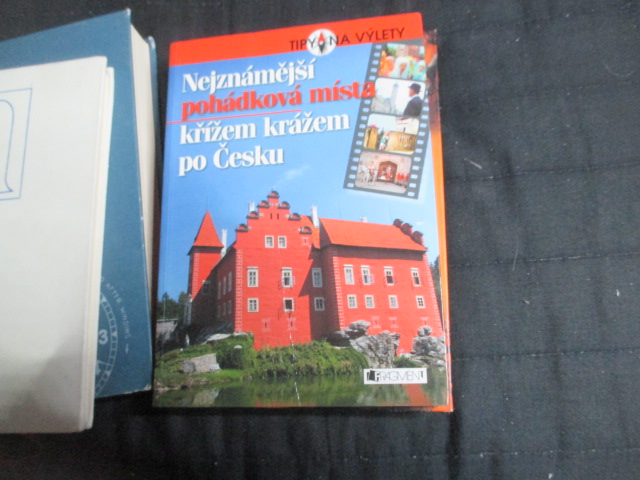 TIPY NA VÝLETY
Nejznámější
pohádková místa
křížem krážem
po Česku
FRAGMENT